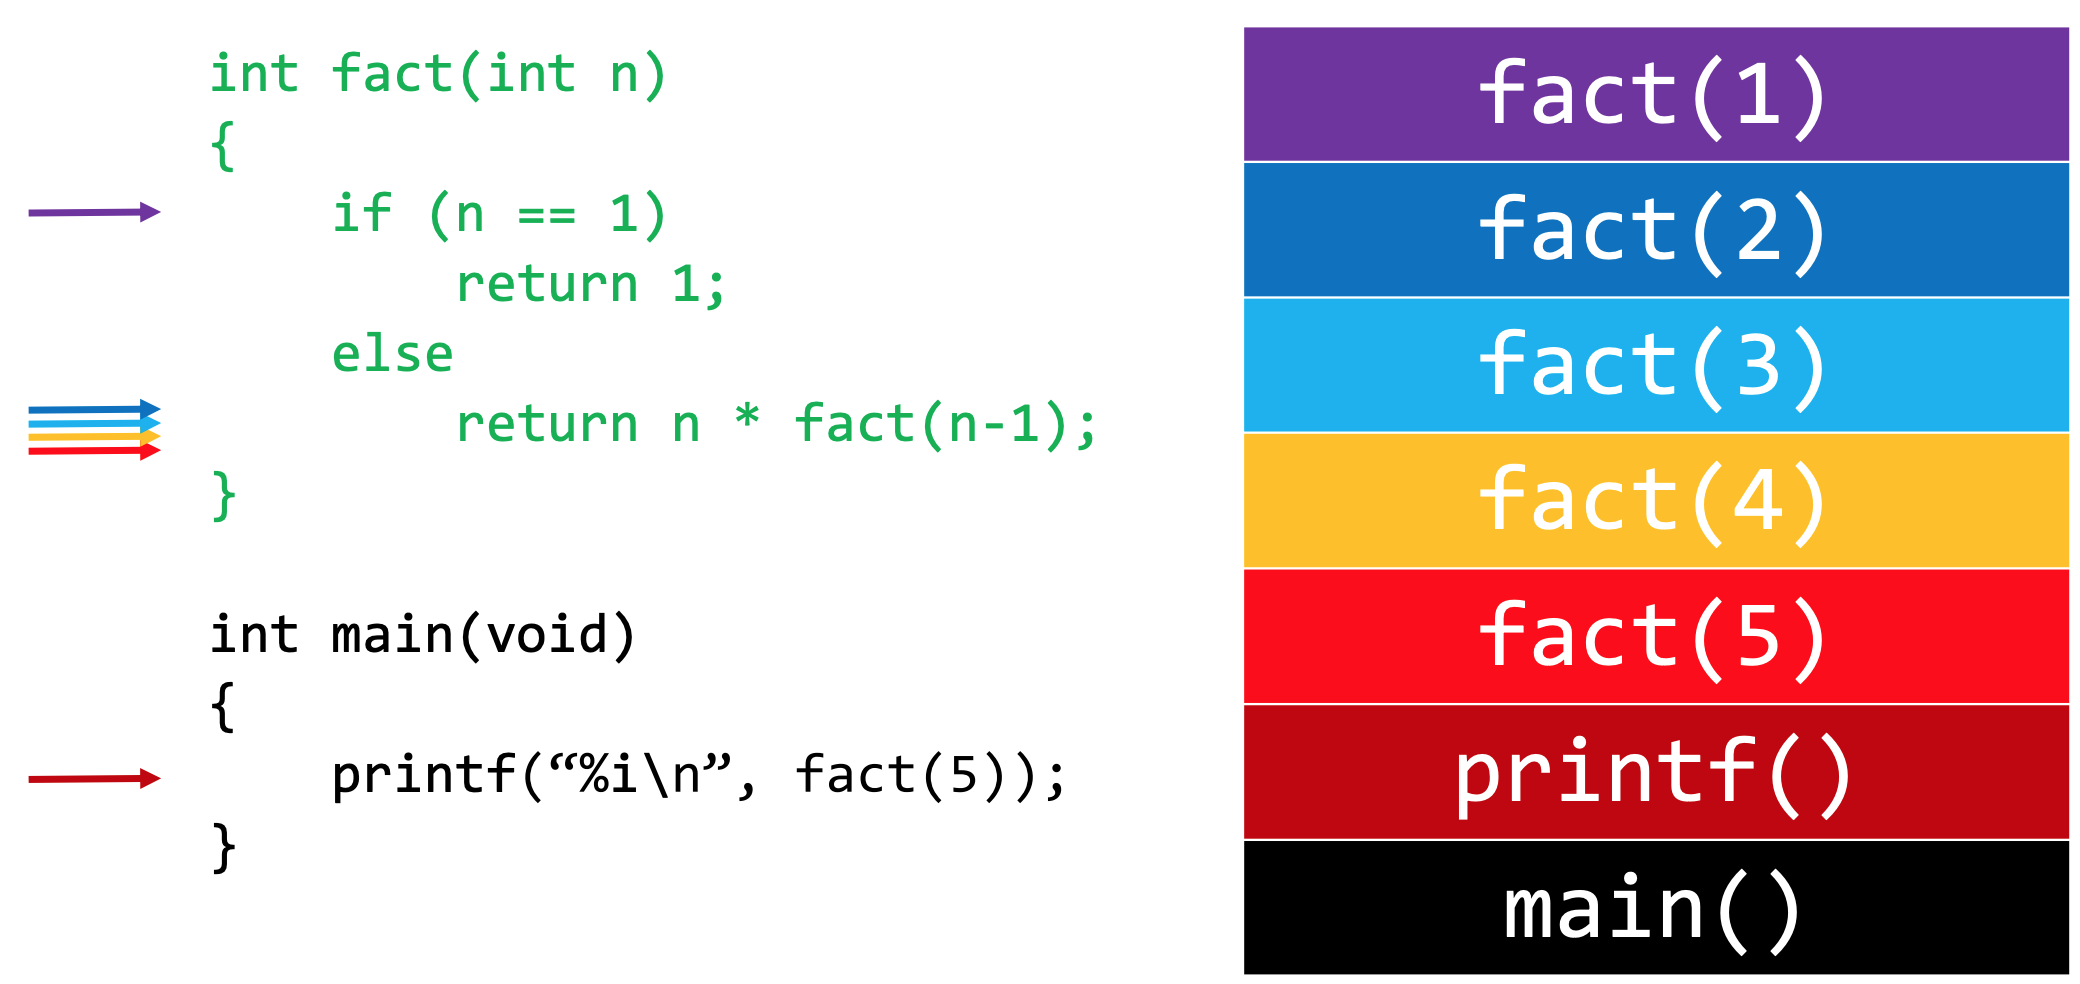 int fact(int n)
{
    if (n == 1)
        return 1;
    else
        return n * fact(n-1);
}
int main(void)
{
    printf(“%i\n”, fact(5));
}
fact(1)
fact(2)
fact(3)
fact(4)
fact(5)
printf()
main()